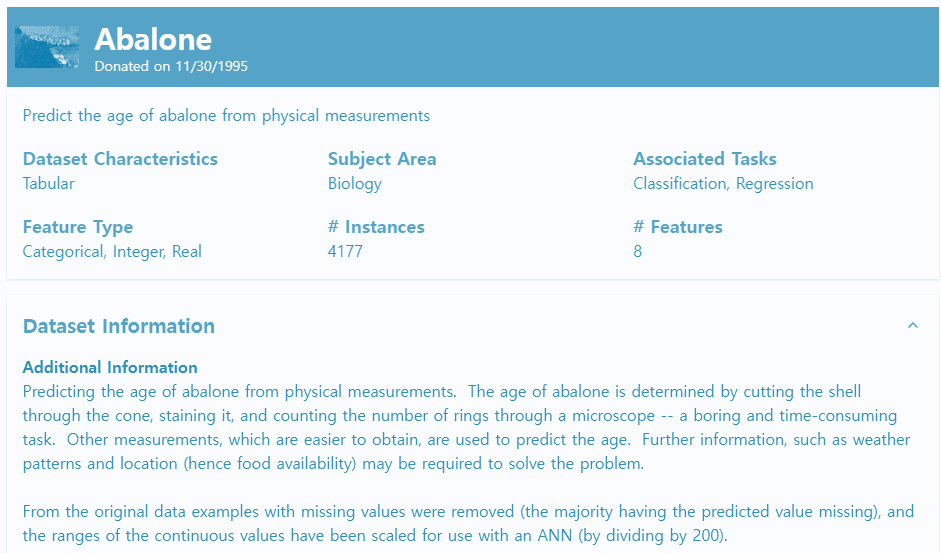 Abalone
Donated on 11/30/1995
Predict the age of abalone from physical measurements
Dataset Characteristics
Tabular
Subject Area
Biology
Associated Tasks
Classification, Regression
Feature Type
Categorical, Integer, Real
# Instances
4177
# Features
8
Dataset Information
Additional Information
Predicting the age of abalone from physical measurements.  The age of abalone is determined by cutting the shell
through the cone, staining it, and counting the number of rings through a microscope -- a boring and time-consuming
task.  Other measurements, which are easier to obtain, are used to predict the age.  Further information, such as weather
patterns and location (hence food availability) may be required to solve the problem.
From the original data examples with missing values were removed (the majority having the predicted value missing), and
the ranges of the continuous values have been scaled for use with an ANN (by dividing by 200).